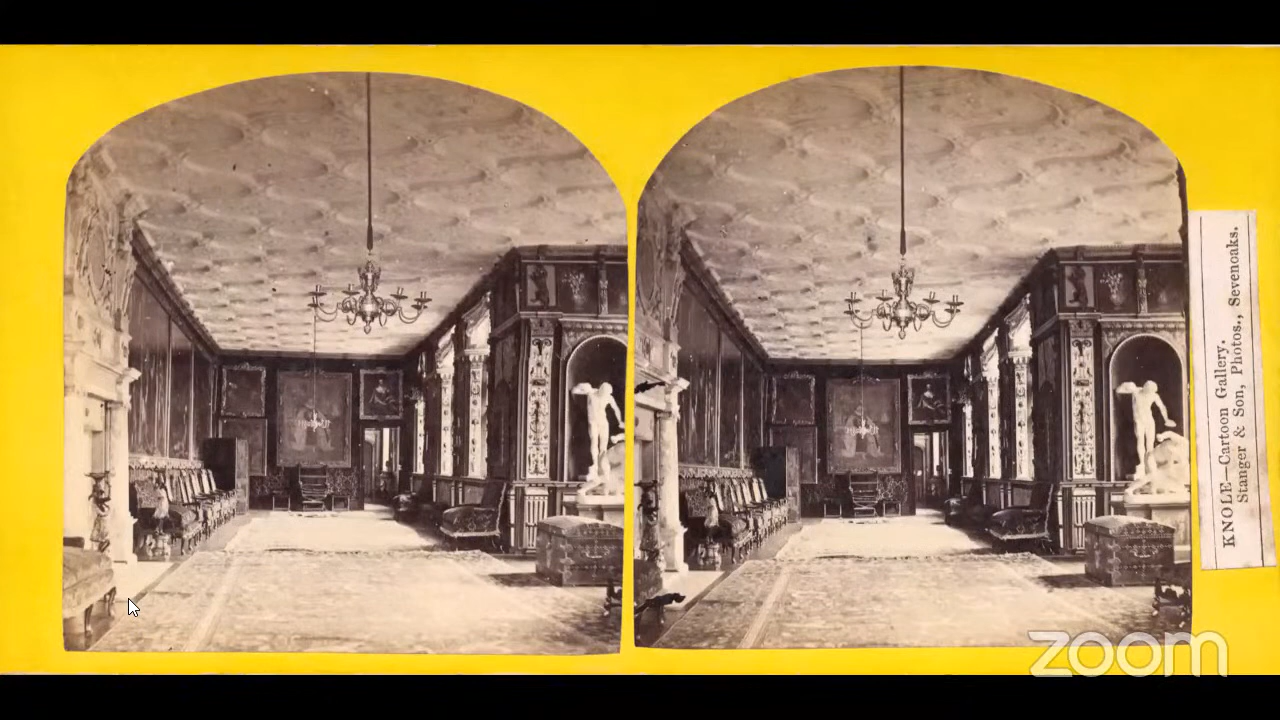 KNOLE—Cartoon Gallery.
Stanger & Son, Photos., Sevenoaks.
zoom